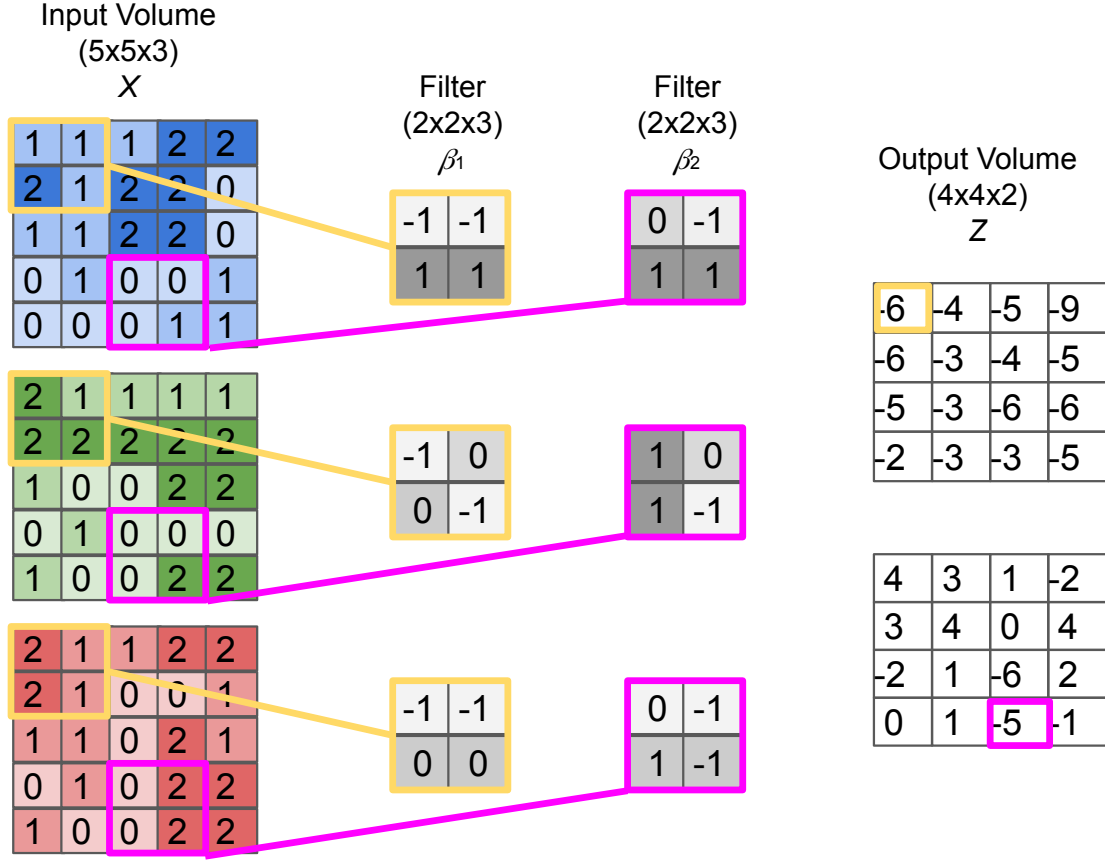 Input Volume
(5x5x3)
X
1 1 1 2 2
2 1 2 2 0
1 1 2 2 0
0 1 0 0 1
0 0 0 1 1
2 1 1 1 1
2 2 2 2 2
1 0 0 2 2
0 1 0 0 0
1 0 0 2 2
2 1 1 2 2
2 1 0 0 1
1 1 0 2 1
0 1 0 2 2
1 0 0 2 2
Filter
(2x2x3)
β1
-1 -1
1 1
-1 0
0 -1
-1 -1
0 0
Filter
(2x2x3)
β2
0 -1
1 1
1 0
1 -1
0 -1
1 -1
Output Volume
(4x4x2)
Z
-6 -4 -5 -9
-6 -3 -4 -5
-5 -3 -6 -6
-2 -3 -3 -5
4 3 1 -2
3 4 0 4
-2 1 -6 2
0 1 -5 -1